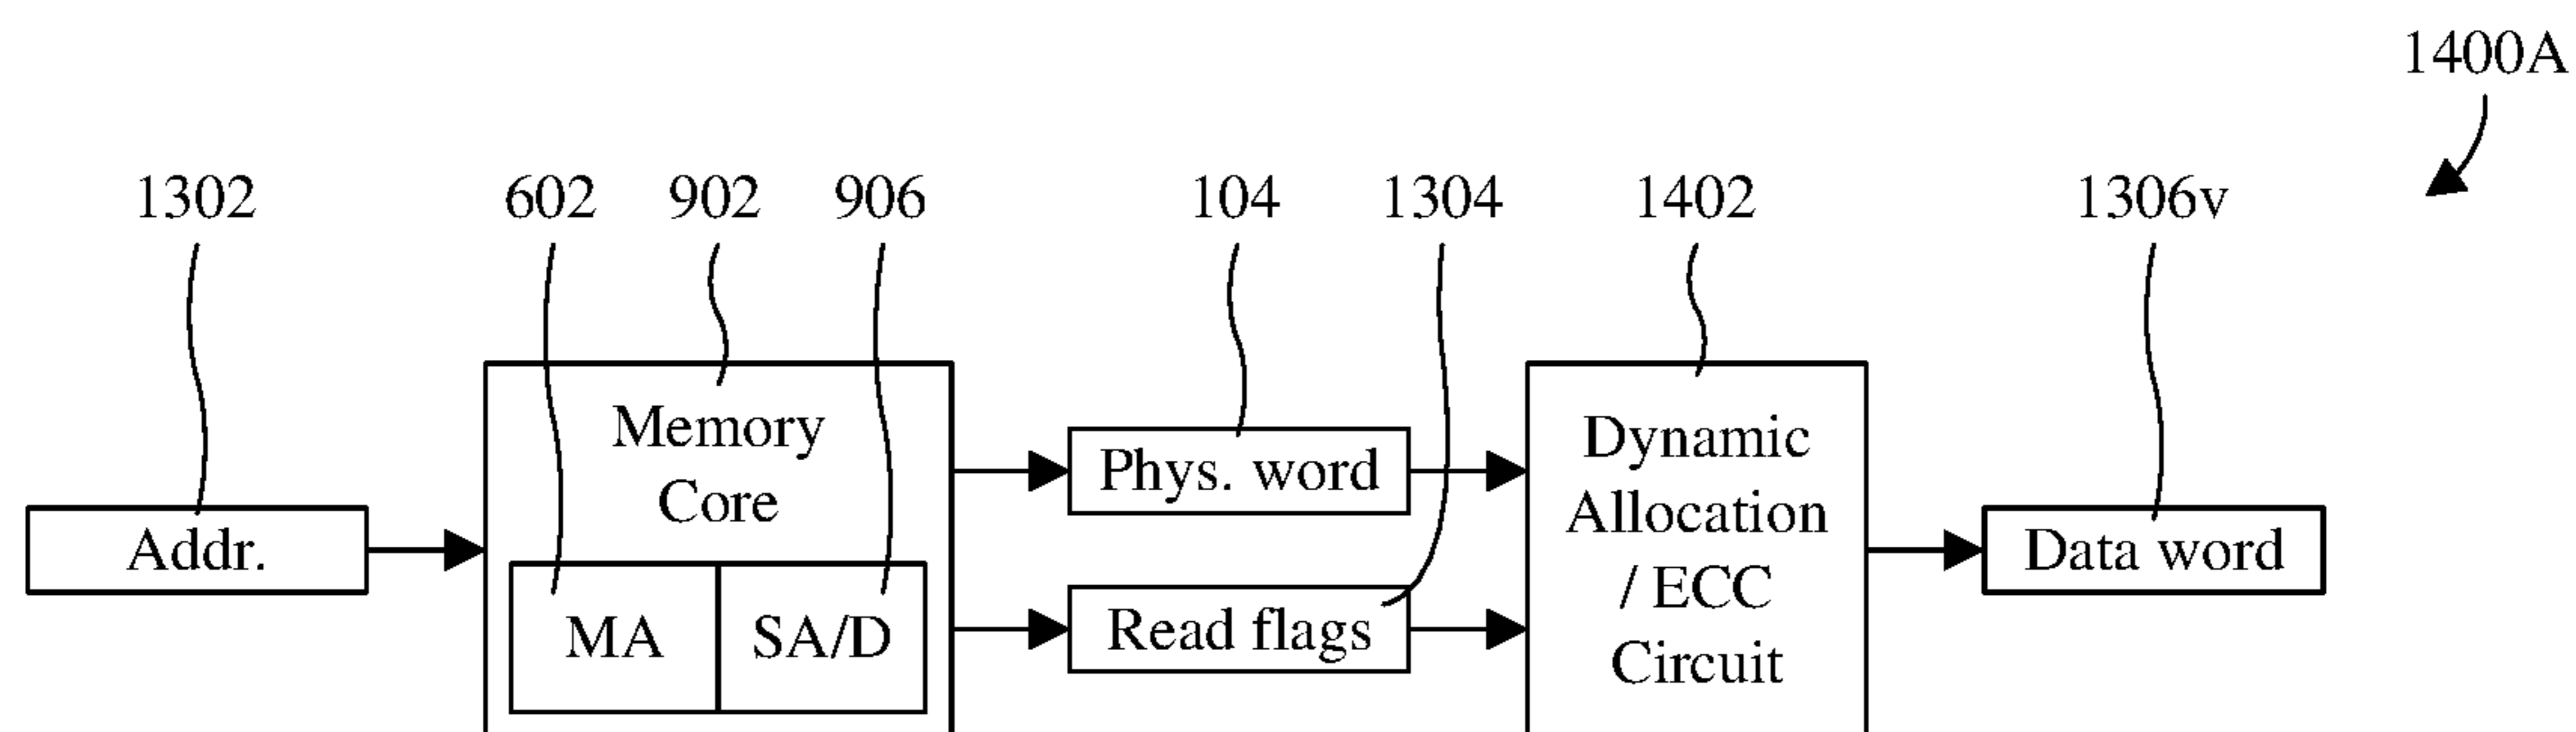 1400A
1302
602
902
906
104
1304
1402
1306v
Addr.
Memory
Core
MA
SA/D
Phys. word
Read flags
Dynamic
Allocation
/ ECC
Circuit
Data word